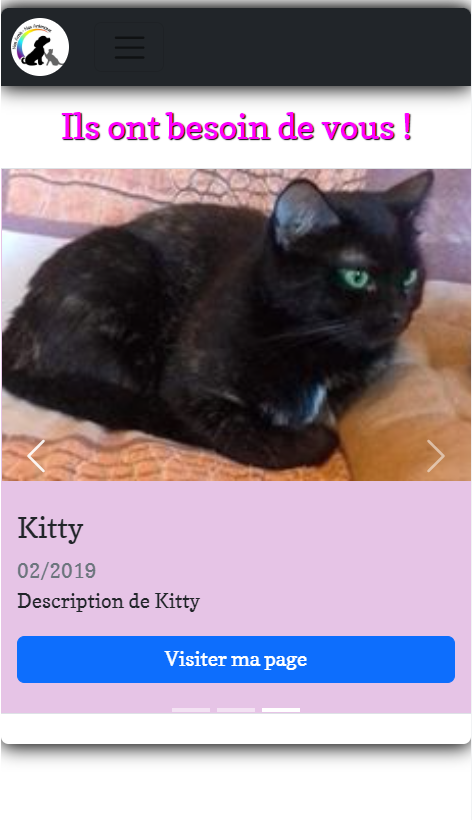 Ils ont besoin de vous !
Kitty
02/2019
Description de Kitty
Visiter ma page